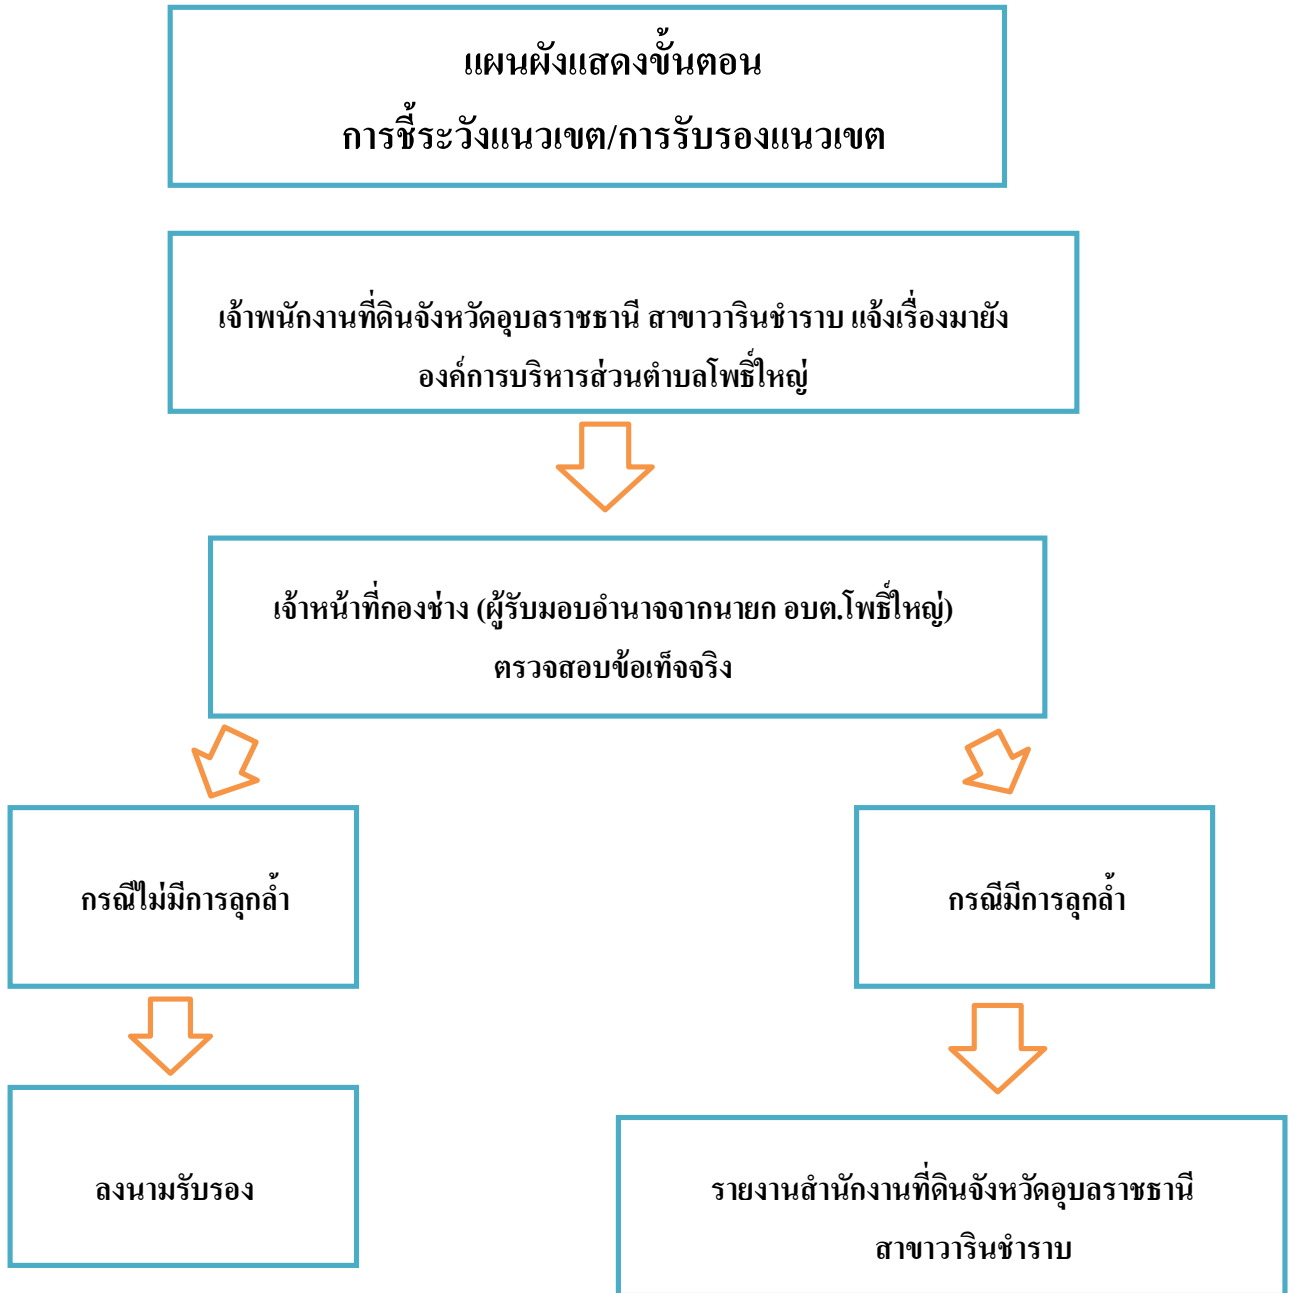 แผนผังแสดงขั้นตอน
การชี้ระวังแนวเขต/การรับรองแนวเขต
เจ้าพนักงานที่ดินจังหวัดอุบลราชธานี สาขาวารินชำราบ แจ้งเรื่องมายัง
องค์การบริหารส่วนตำบลโพธิ์ใหญ่
เจ้าหน้าที่กองช่าง (ผู้รับมอบอำนาจจากนายก อบต.โพธิ์ใหญ่)
ตรวจสอบข้อเท็จจริง
กรณีไม่มีการลุกล้ำ
กรณีมีการลุกล้ำ
ลงนามรับรอง
รายงานสำนักงานที่ดินจังหวัดอุบลราชธานี
สาขาวารินชำราบ